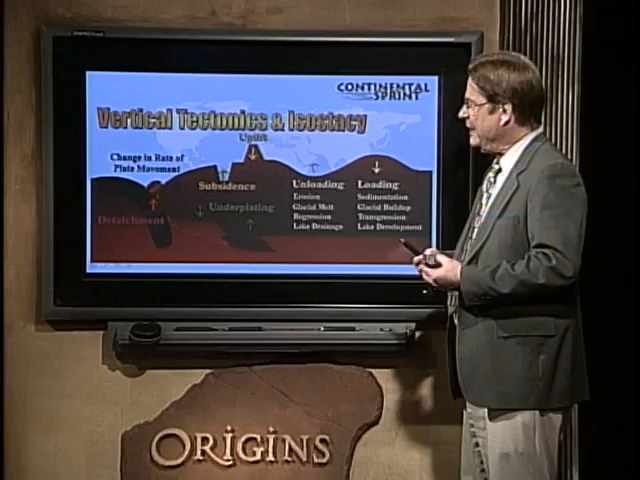 CONTINENTAL
SPRINT
Vertical Tectonics & Isostacy
Uplift
Change in Rate of
Plate Movement
Subsidence
Unloading
Loading
Erosion
Sedimentation
Underplating
Glacial Melt
Glacial Buildup
Detatchment
Regression
Transgression
Lake Drainage
Lake Development
ORIGINS